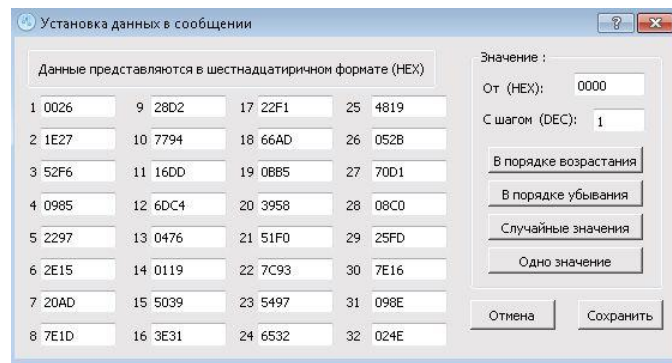 Установка данных в сообщении
Данные представляются в шестнадцатиричном формате (HEX)
1 0026 9 28D2 17 22F1 25 4819
2 1E27 10 7794 18 66AD 26 052B
3 52F6 11 16DD 19 0BB5 27 70D1
4 0985 12 6DC4 20 3958 28 08C0
5 2297 13 0476 21 51F0 29 25FD
6 2E15 14 0119 22 7C93 30 7E16
7 20AD 15 5039 23 5497 31 098E
8 7E1D 16 3E31 24 6532 32 024E
Значение :
От (HEX): 0000
С шагом (DEC): 1
В порядке возрастания
В порядке убывания
Случайные значения
Одно значение
Отмена Сохранить